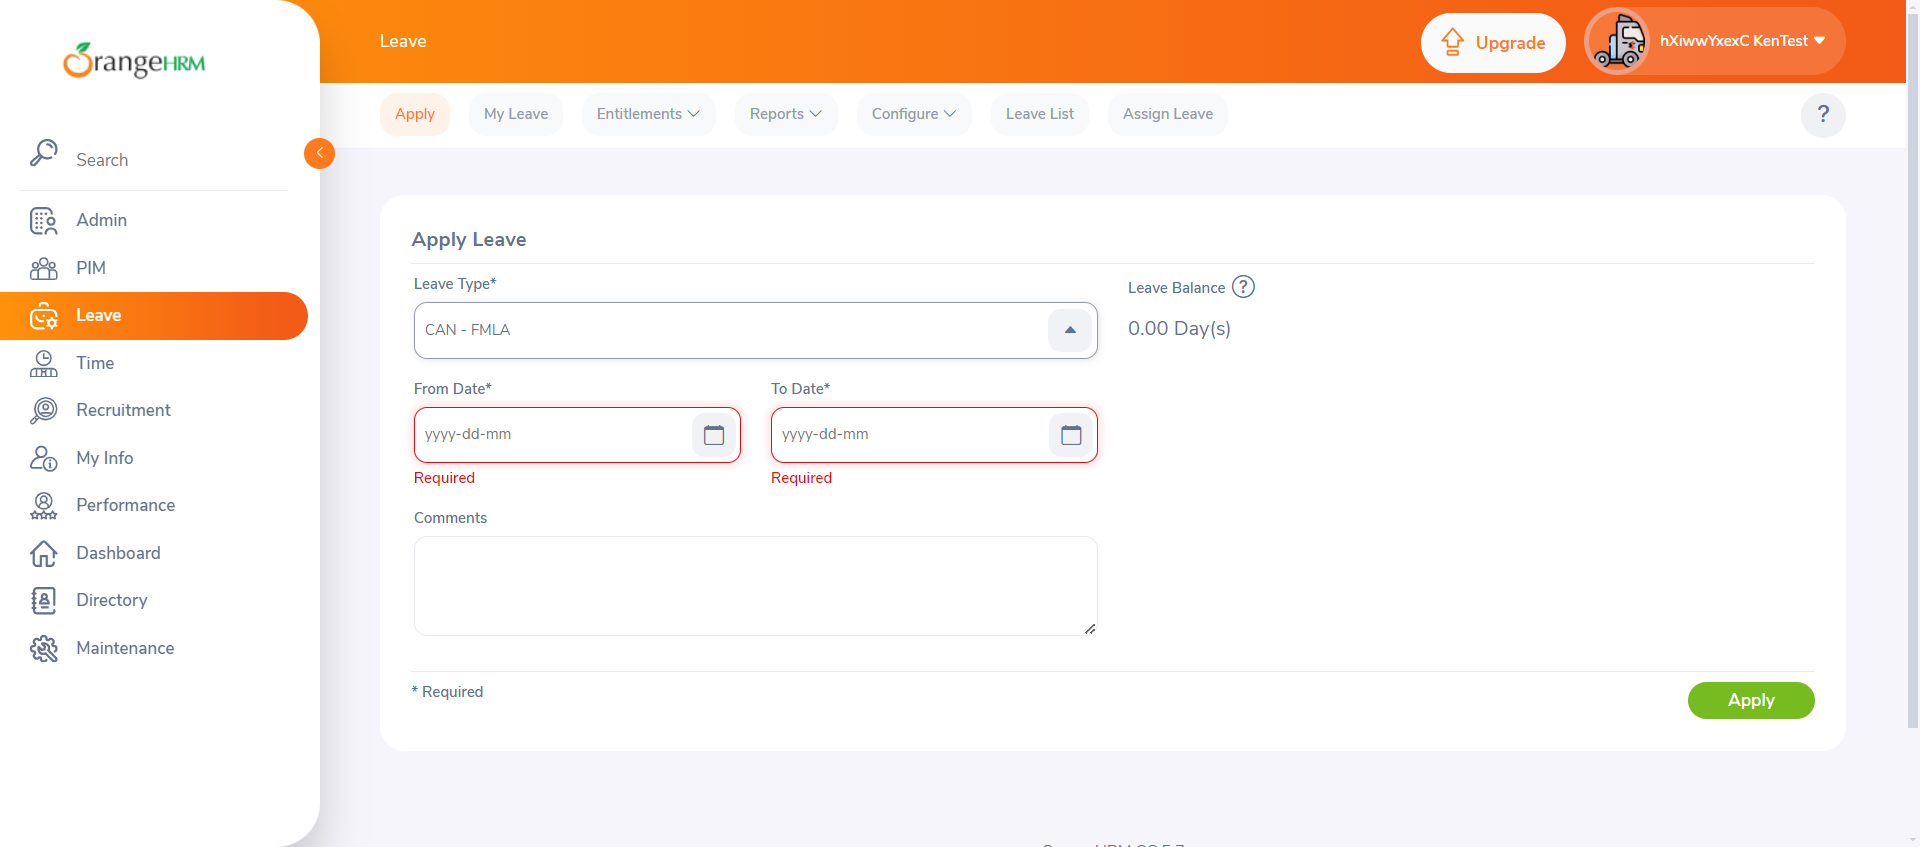 OrangeHRM
Leave
Upgrade
hXiwwYxexC KenTest
Apply
My Leave
Entitlements
Reports
Configure
Leave List
Assign Leave
?
Search
Admin
PIM
Leave
Time
Recruitment
My Info
Performance
Dashboard
Directory
Maintenance
Apply Leave
Leave Type*
CAN - FMLA
Leave Balance ?
0.00 Day(s)
From Date*
To Date*
yyyy-dd-mm
yyyy-dd-mm
Required
Required
Comments
* Required
Apply